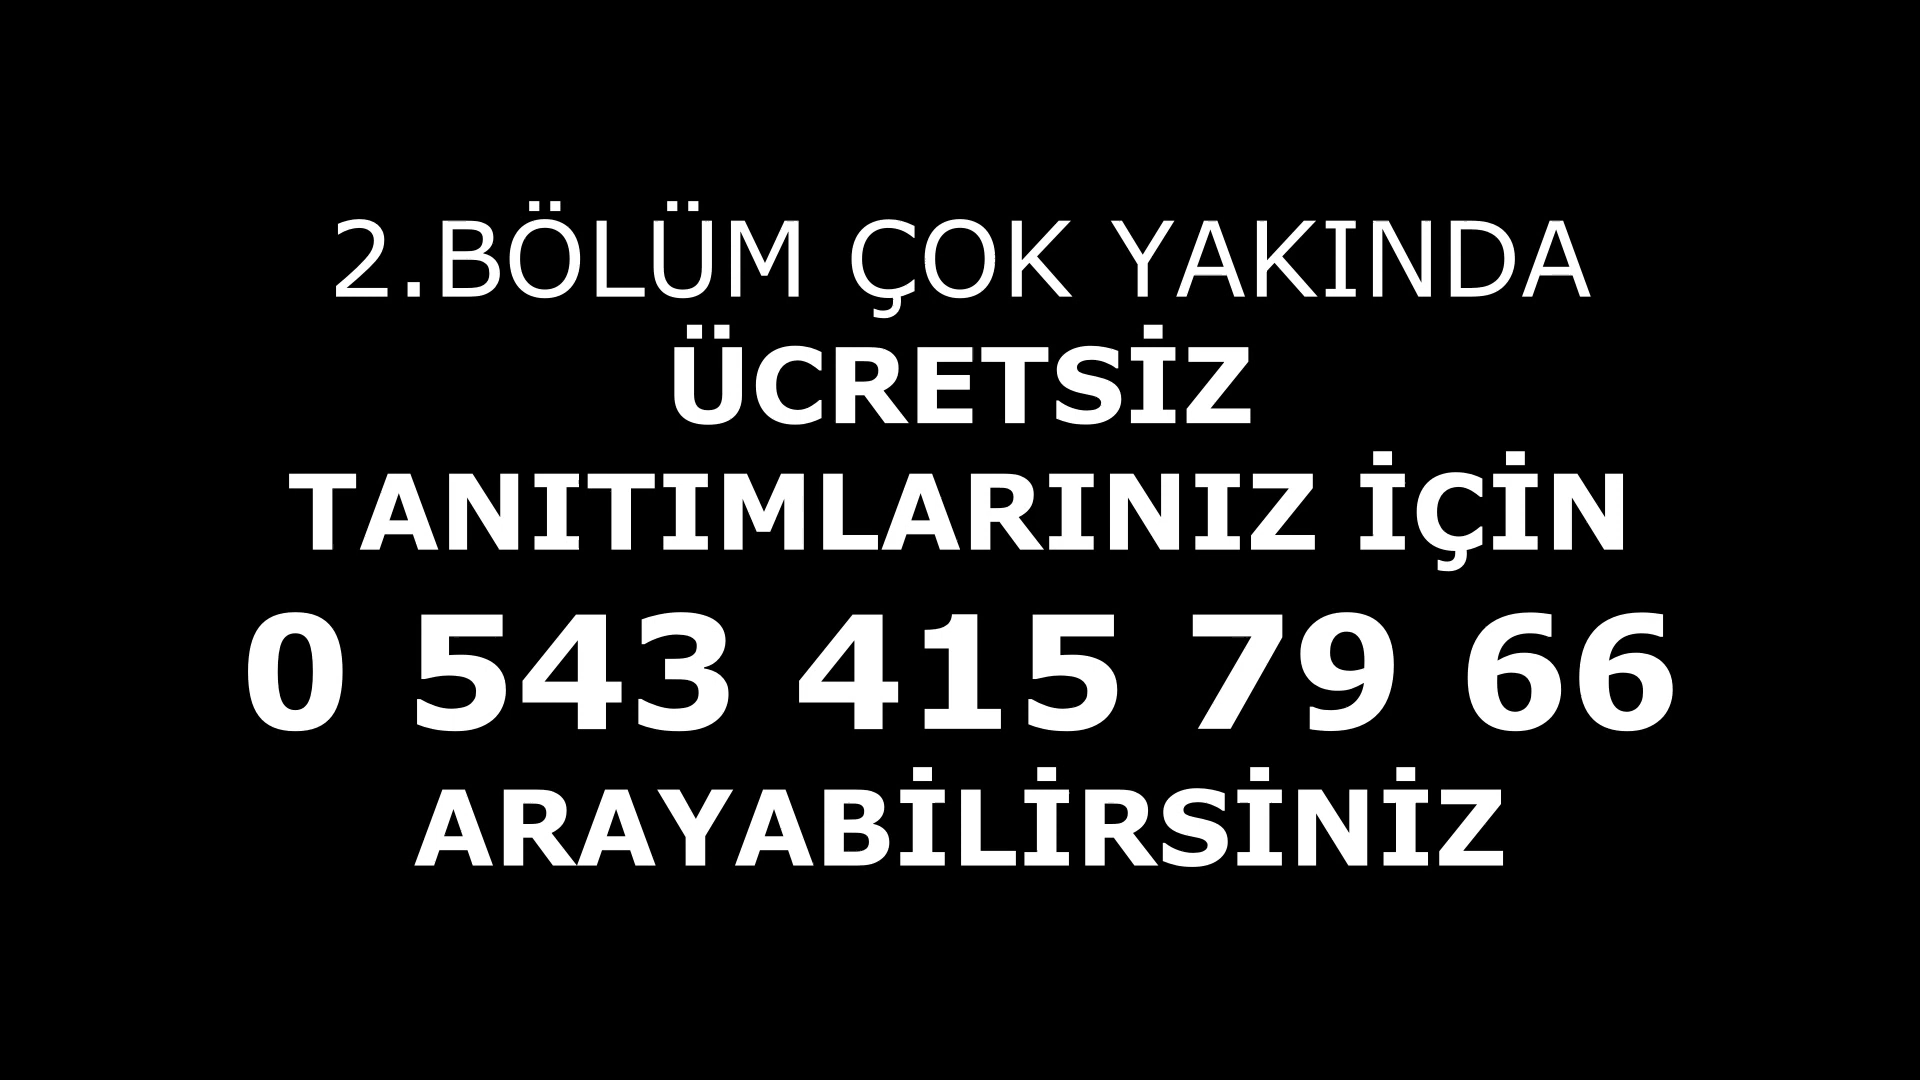 2.BÖLÜM ÇOK YAKINDA
ÜCRETSİZ
TANITIMLARINIZ İÇİN
0 543 415 79 66
ARAYABİLİRSİNİZ